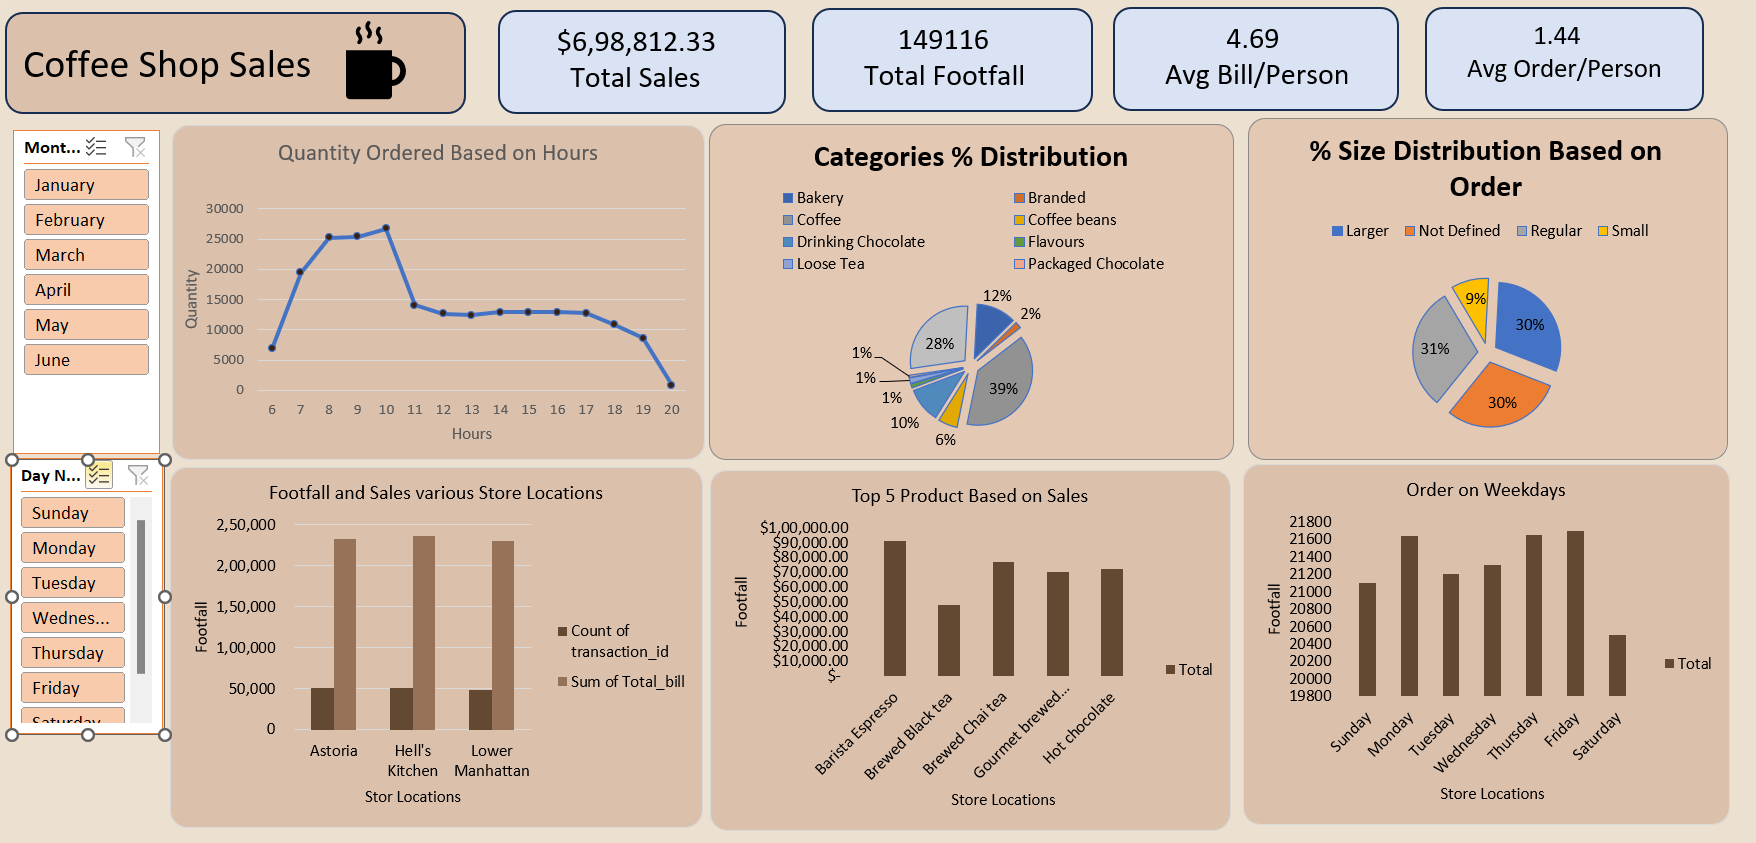 Coffee Shop Sales
$6,98,812.33
Total Sales
149116
Total Footfall
4.69
Avg Bill/Person
1.44
Avg Order/Person
Mont...
January
February
March
April
May
June
Day N...
Sunday
Monday
Tuesday
Wednes...
Thursday
Friday
Saturday
Quantity Ordered Based on Hours
Quantity
30000
25000
20000
15000
10000
5000
0
6 7 8 9 10 11 12 13 14 15 16 17 18 19 20
Hours
Categories % Distribution
Bakery Branded
Coffee Coffee beans
Drinking Chocolate Flavours
Loose Tea Packaged Chocolate
12%
2%
39%
6%
10%
1%
1%
1%
28%
% Size Distribution Based on
Order
Larger Not Defined Regular Small
9%
30%
31%
30%
Footfall and Sales various Store Locations
Footfall
2,50,000
2,00,000
1,50,000
1,00,000
50,000
0
Astoria
Hell's
Kitchen
Lower
Manhattan
Stor Locations
Count of
transaction_id
Sum of Total_bill
Top 5 Product Based on Sales
Footfall
$1,00,000.00
$90,000.00
$80,000.00
$70,000.00
$60,000.00
$50,000.00
$40,000.00
$30,000.00
$20,000.00
$10,000.00
$-
Barista Espresso
Brewed Black tea
Brewed Chai tea
Gourmet brewed...
Hot chocolate
Store Locations
Total
Order on Weekdays
Footfall
21800
21600
21400
21200
21000
20800
20600
20400
20200
20000
19800
Sunday
Monday
Tuesday
Wednesday
Thursday
Friday
Saturday
Store Locations
Total